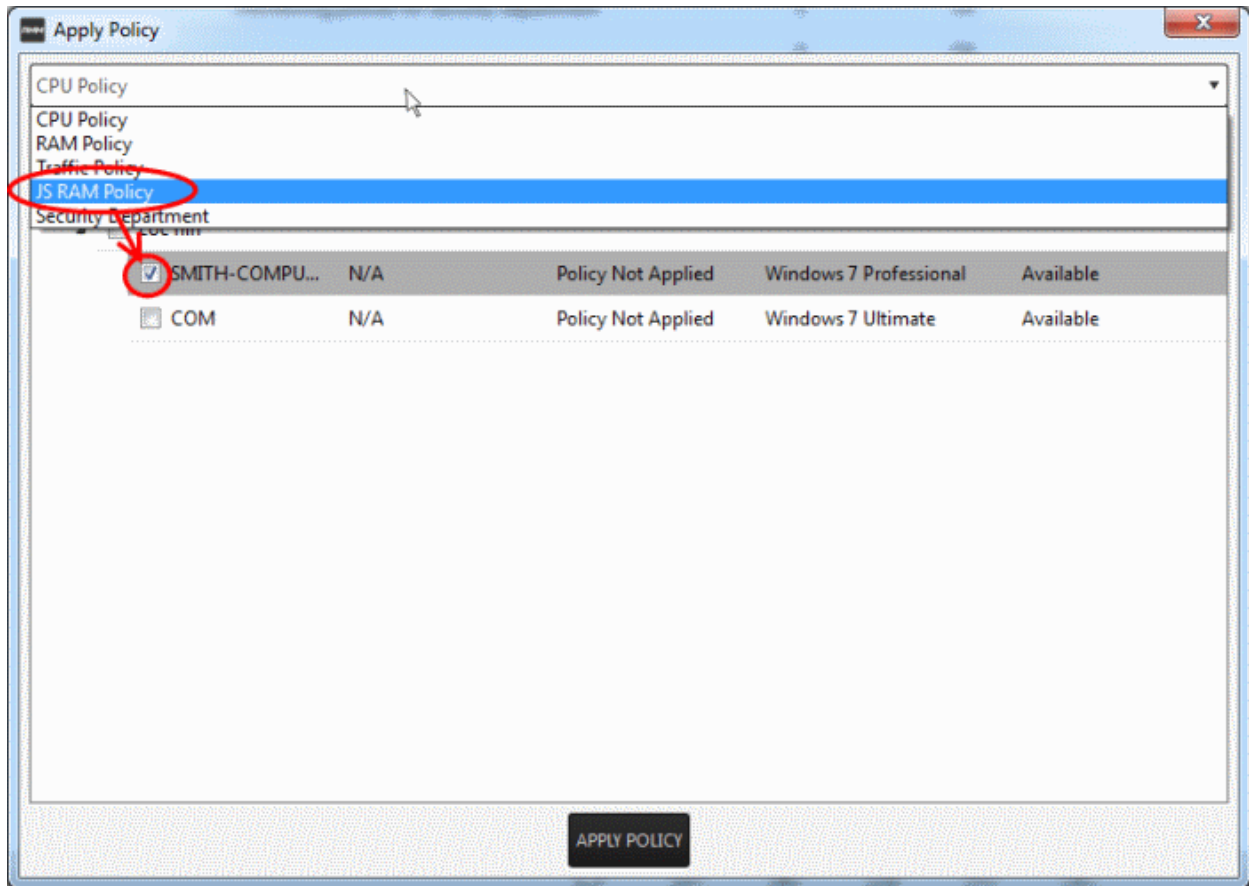 Apply Policy
CPU Policy
CPU Policy
RAM Policy
Traffic Policy
JS RAM Policy
Security Department
SMITH-COMPU... N/A Policy Not Applied Windows 7 Professional Available
COM N/A Policy Not Applied Windows 7 Ultimate Available
APPLY POLICY